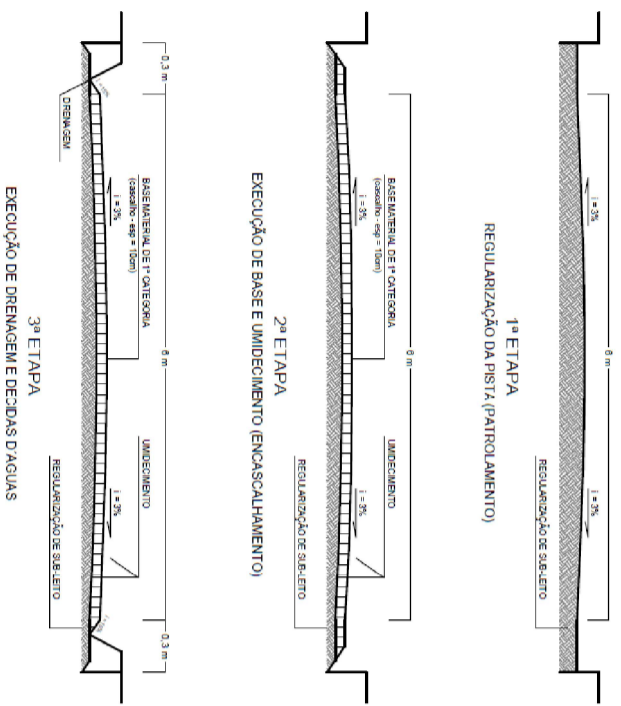 6 m
i = 3%
i = 3%
REGULARIZAÇÃO DE SUB-LEITO
1ª ETAPA
REGULARIZAÇÃO DA PISTA (PATROLAMENTO)
6 m
BASE MATERIAL DE 1ª CATEGORIA
(cascalho - esp = 10cm)
UMIDECIMENTO
i = 3%
i = 3%
REGULARIZAÇÃO DE SUB-LEITO
2ª ETAPA
EXECUÇÃO DE BASE E UMIDECIMENTO (ENCASCALHAMENTO)
0,3 m
6 m
0,3 m
BASE MATERIAL DE 1ª CATEGORIA
(cascalho - esp = 10cm)
UMIDECIMENTO
i = 3%
i = 3%
DRENAGEM
REGULARIZAÇÃO DE SUB-LEITO
3ª ETAPA
EXECUÇÃO DE DRENAGEM E DECIDAS D'AGUAS